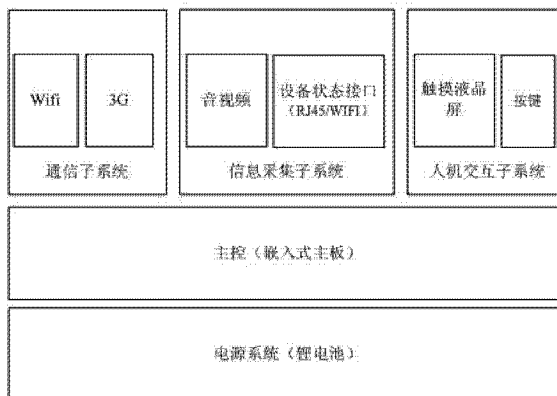 Wifi
3G
通信子系统
音视频
设备状态接口
（RJ45/WIFI）
信息采集子系统
触摸液晶
屏
按键
人机交互子系统
主控（嵌入式主板）
电源系统（锂电池）